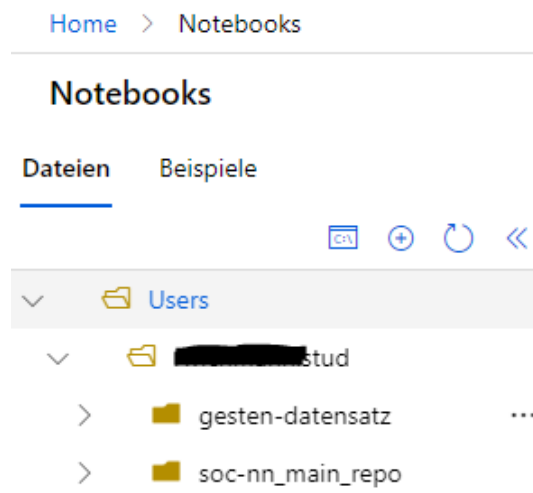 Home > Notebooks
Notebooks
Dateien Beispiele
C:\
Users
stud
gesten-datensatz ...
soc-nn_main_repo